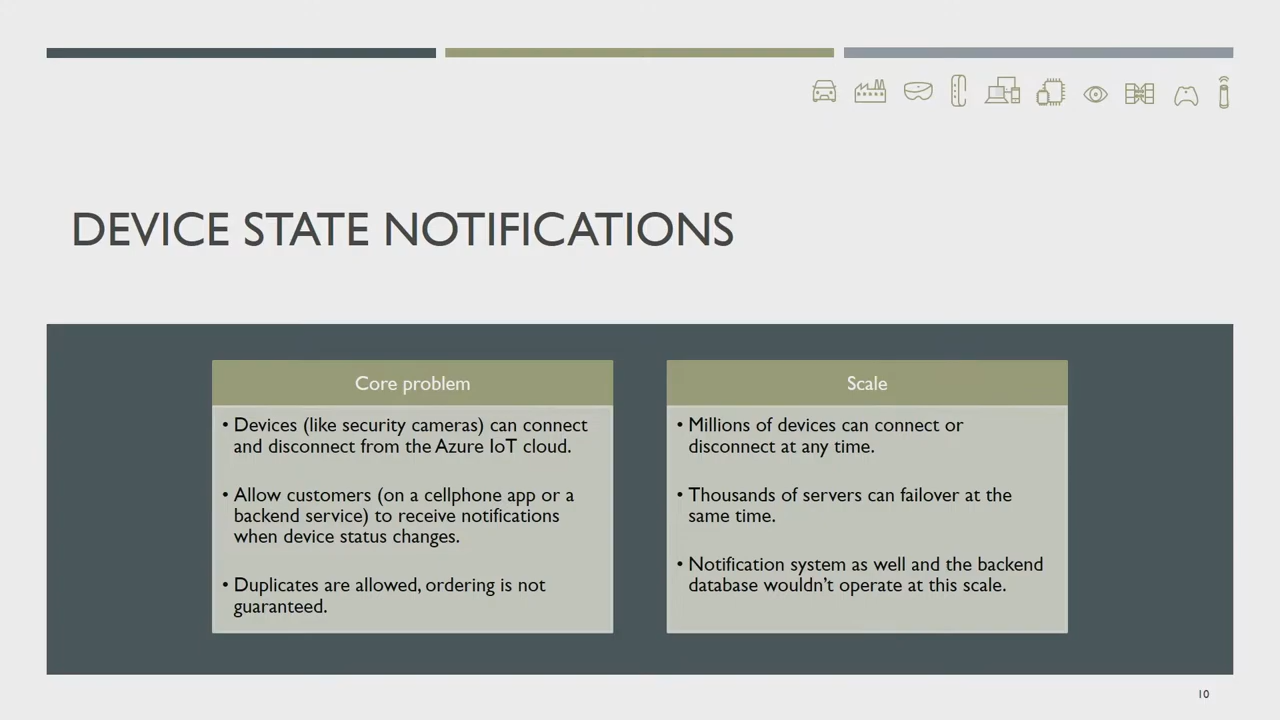 DEVICE STATE NOTIFICATIONS
Core problem
• Devices (like security cameras) can connect
and disconnect from the Azure IoT cloud.
• Allow customers (on a cellphone app or a
backend service) to receive notifications
when device status changes.
• Duplicates are allowed, ordering is not
guaranteed.
Scale
• Millions of devices can connect or
disconnect at any time.
• Thousands of servers can failover at the
same time.
• Notification system as well and the backend
database wouldn’t operate at this scale.
10